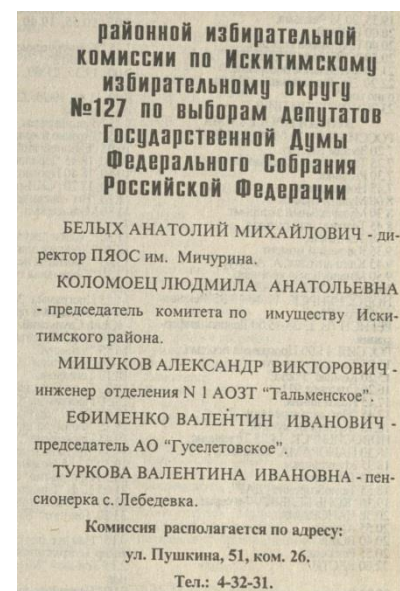 районной избирательной
комиссии по Искитимскому
избирательному округу
№127 по выборам депутатов
Государственной Думы
Федерального Собрания
Российской Федерации
БЕЛЫХ АНАТОЛИЙ МИХАЙЛОВИЧ - ди-
ректор ПЯОС им. Мичурина.
КОЛОМОЕЦ ЛЮДМИЛА АНАТОЛЬЕВНА
- председатель комитета по имуществу Иски-
тимского района.
МИШУКОВ АЛЕКСАНДР ВИКТОРОВИЧ -
инженер отделения N 1 АОЗТ "Тальменское".
ЕФИМЕНКО ВАЛЕНТИН ИВАНОВИЧ -
председатель АО "Гуселетовское".
ТУРКОВА ВАЛЕНТИНА ИВАНОВНА - пен-
сионерка с. Лебедевка.
Комиссия располагается по адресу:
ул. Пушкина, 51, ком. 26,
Тел.: 4-32-31.